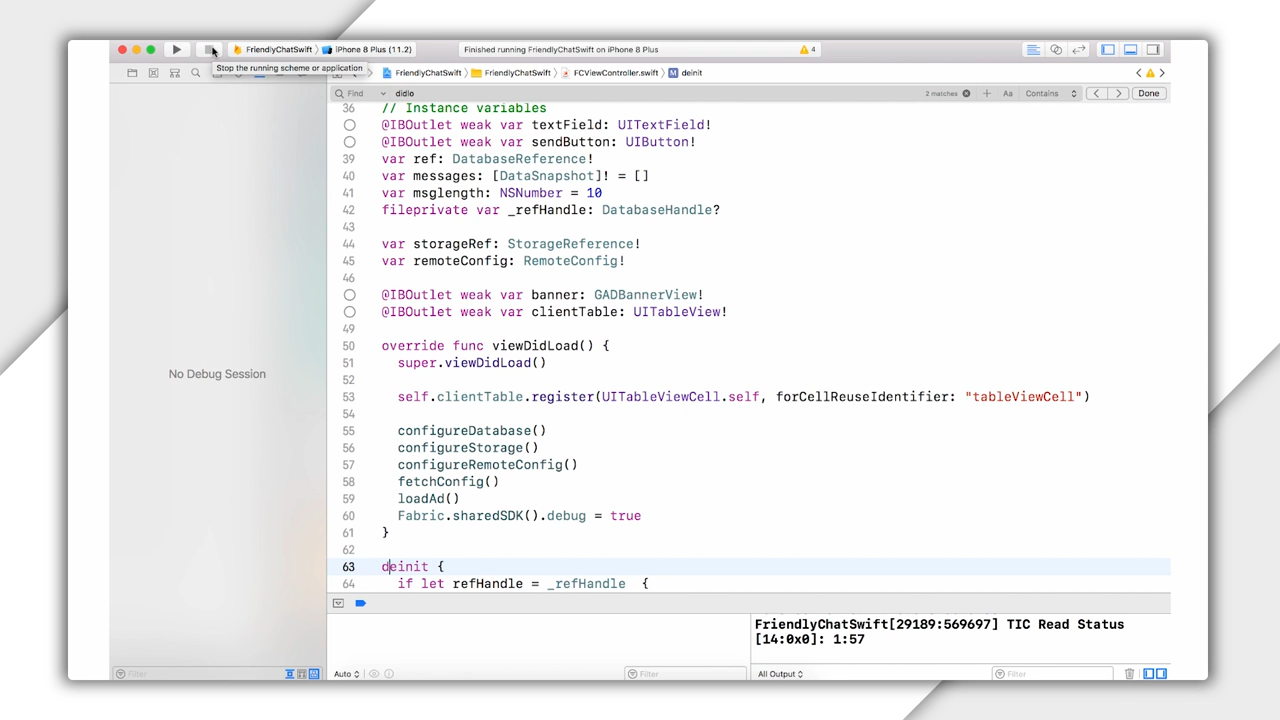 FriendlyChatSwift iPhone 8 Plus (11.2) Finished running FriendlyChatSwift on iPhone 8 Plus 4
Stop the running scheme or application
FriendlyChatSwift FriendlyChatSwift FCViewController.swift M deinit
Find didlo 2 matches Aa Contains Done
36 // Instance variables
@IBOutlet weak var textField: UITextField!
@IBOutlet weak var sendButton: UIButton!
39 var ref: DatabaseReference!
40 var messages: [DataSnapshot]! = []
41 var msglength: NSNumber = 10
42 fileprivate var _refHandle: DatabaseHandle?
43
44 var storageRef: StorageReference!
45 var remoteConfig: RemoteConfig!
46
@IBOutlet weak var banner: GADBannerView!
@IBOutlet weak var clientTable: UITableView!
49
50 override func viewDidLoad() {
51 super.viewDidLoad()
52
53 self.clientTable.register(UITableViewCell.self, forCellReuseIdentifier: "tableViewCell")
54
55 configureDatabase()
56 configureStorage()
57 configureRemoteConfig()
58 fetchConfig()
59 loadAd()
60 Fabric.sharedSDK().debug = true
61 }
62
63 deinit {
64 if let refHandle = _refHandle {
No Debug Session
FriendlyChatSwift[29189:569697] TIC Read Status
[14:0x0]: 1:57
Filter Auto Filter All Output Filter